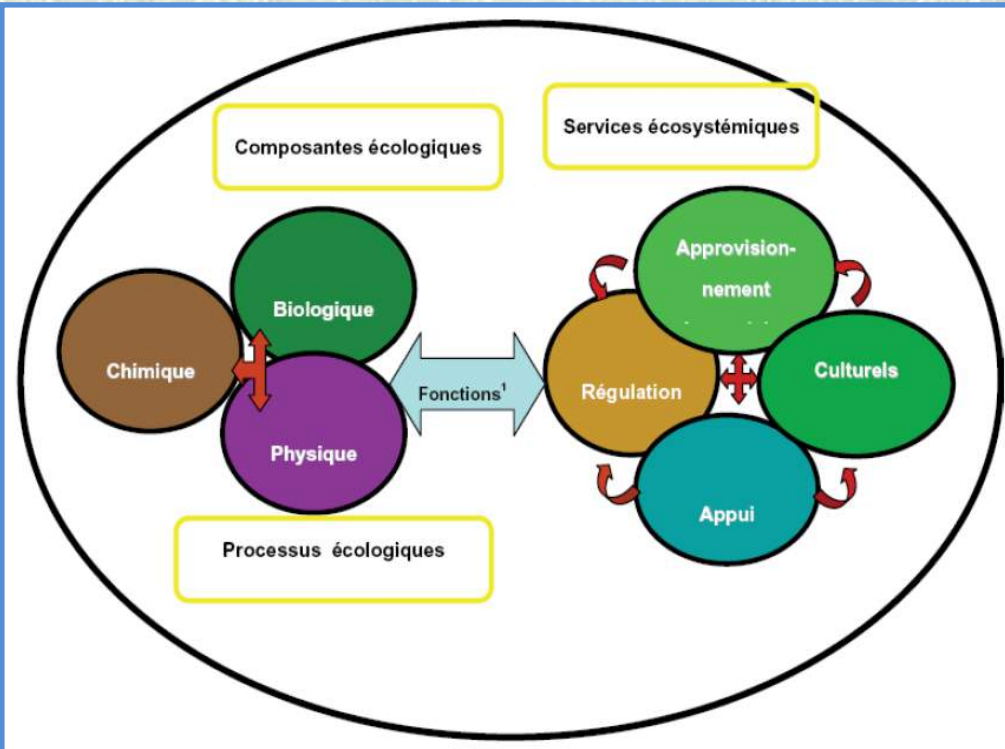 Composantes écologiques
Services écosystémiques
Chimique
Biologique
Physique
Fonctions¹
Approvision-
nement
Régulation
Culturels
Appui
Processus écologiques